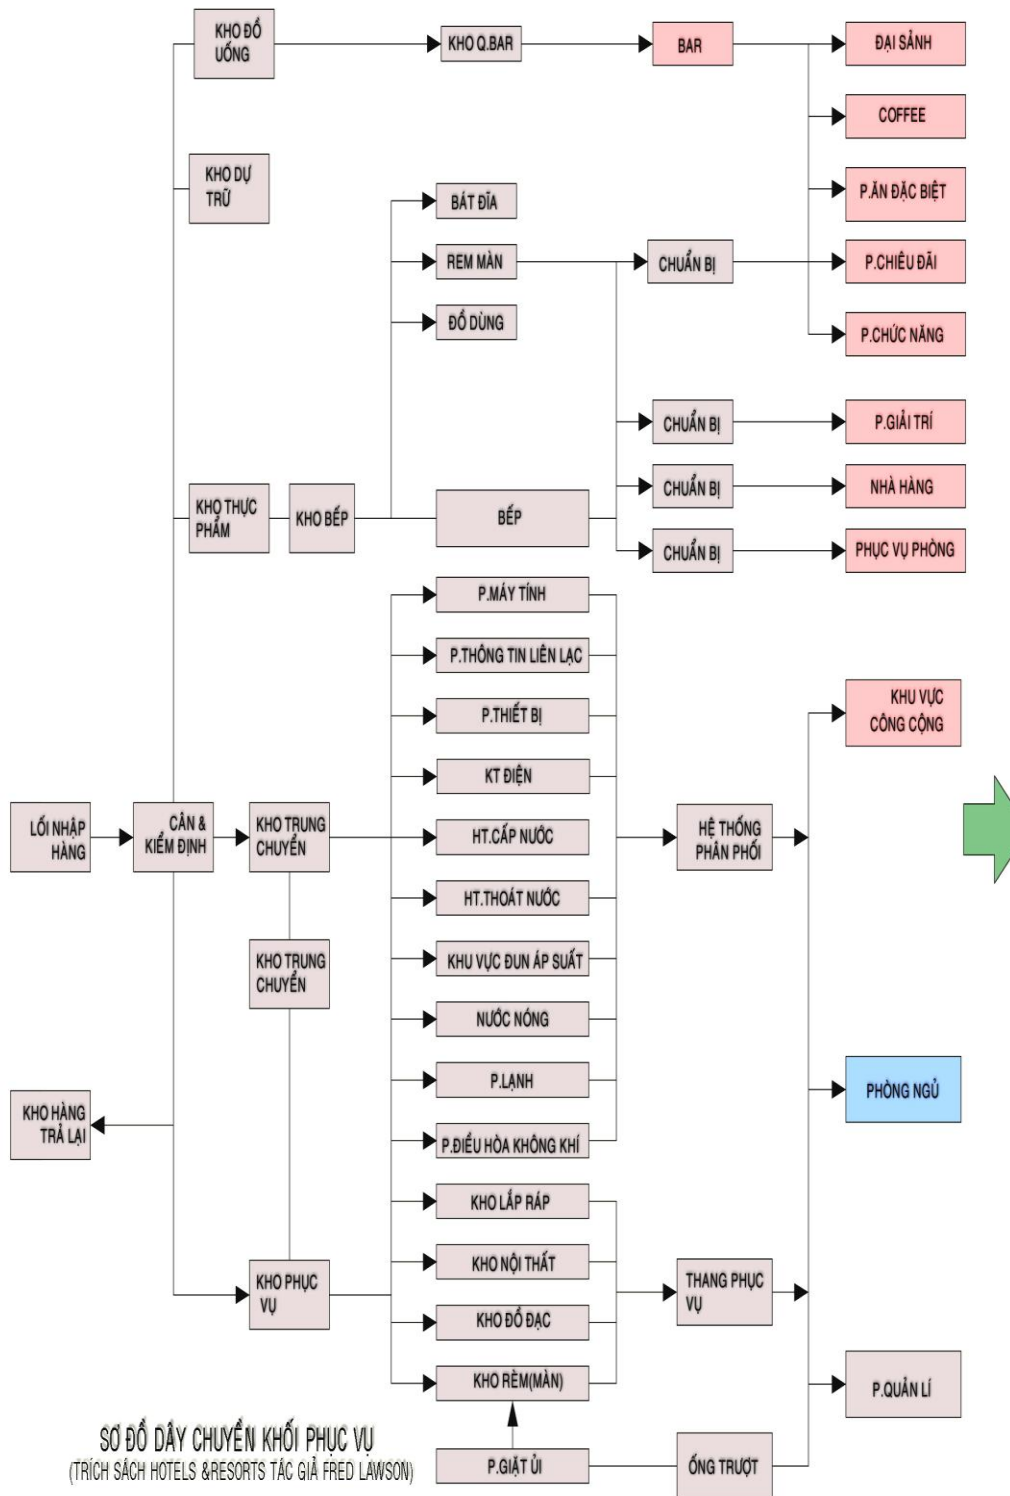 KHO ĐỒ
UỐNG
KHO Q.BAR
BAR
ĐẠI SẢNH
COFFEE
KHO DỰ
TRỮ
BÁT ĐĨA
P.ĂN ĐẶC BIỆT
REM MÀN
CHUẨN BỊ
P.CHIÊU ĐÃI
ĐỒ DÙNG
P.CHỨC NĂNG
CHUẨN BỊ
P.GIẢI TRÍ
KHO THỰC
PHẨM
KHO BẾP
BẾP
CHUẨN BỊ
NHÀ HÀNG
CHUẨN BỊ
PHỤC VỤ PHÒNG
P.MÁY TÍNH
P.THÔNG TIN LIÊN LẠC
P.THIẾT BỊ
KHU VỰC
CÔNG CỘNG
KT ĐIỆN
LỐI NHẬP
HÀNG
CÂN &
KIỂM ĐỊNH
KHO TRUNG
CHUYỂN
HT.CẤP NƯỚC
HỆ THỐNG
PHÂN PHỐI
HT.THOÁT NƯỚC
KHO TRUNG
CHUYỂN
KHU VỰC ĐUN ÁP SUẤT
NƯỚC NÓNG
P.LẠNH
PHÒNG NGỦ
KHO HÀNG
TRẢ LẠI
P.ĐIỀU HÒA KHÔNG KHÍ
KHO LẮP RÁP
KHO NỘI THẤT
KHO PHỤC
VỤ
THANG PHỤC
VỤ
KHO ĐỒ ĐẠC
KHO RÈM(MÀN)
P.QUẢN LÍ
SƠ ĐỒ DÂY CHUYỀN KHỐI PHỤC VỤ
(TRÍCH SÁCH HOTELS &RESORTS TÁC GIẢ FRED LAWSON)
P.GIẶT ỦI
ỐNG TRƯỢT